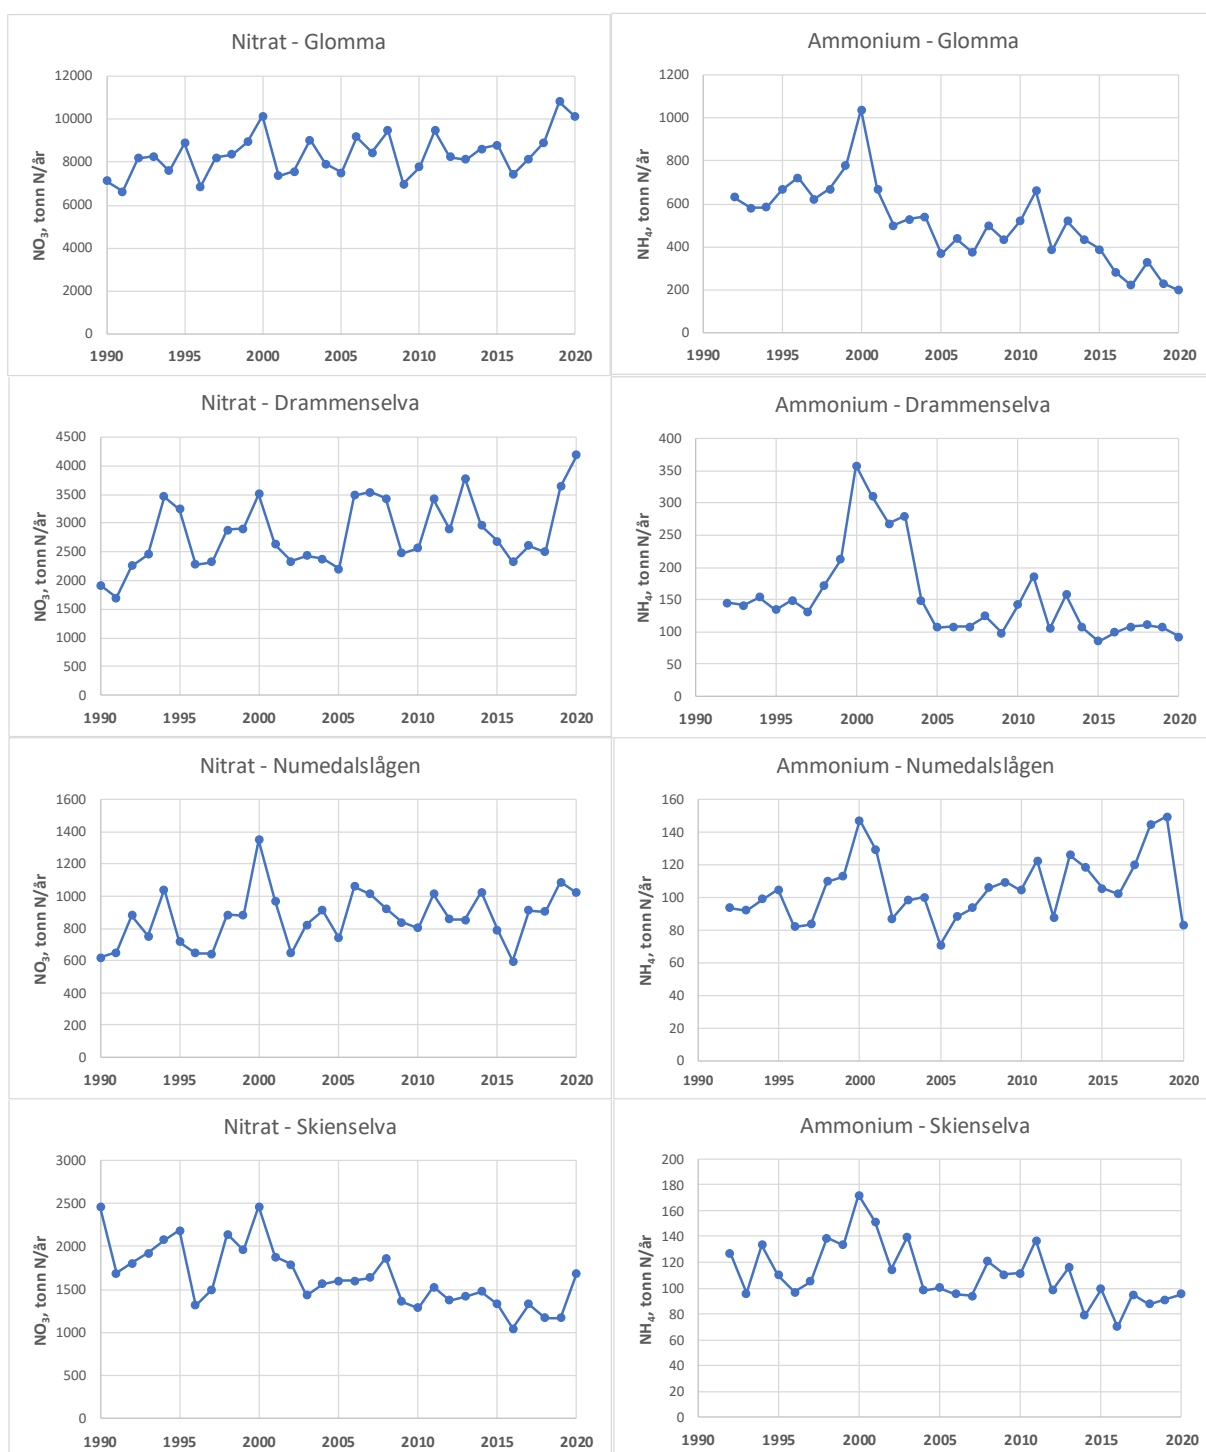 Nitrat - Glomma
NO₃, tonn N/år
12000
10000
8000
6000
4000
2000
0
1990 1995 2000 2005 2010 2015 2020
Ammonium - Glomma
NH₄, tonn N/år
1200
1000
800
600
400
200
0
1990 1995 2000 2005 2010 2015 2020
Nitrat - Drammenselva
NO₃, tonn N/år
4500
4000
3500
3000
2500
2000
1500
1000
500
0
1990 1995 2000 2005 2010 2015 2020
Ammonium - Drammenselva
NH₄, tonn N/år
400
350
300
250
200
150
100
50
0
1990 1995 2000 2005 2010 2015 2020
Nitrat - Numedalslågen
NO₃, tonn N/år
1600
1400
1200
1000
800
600
400
200
0
1990 1995 2000 2005 2010 2015 2020
Ammonium - Numedalslågen
NH₄, tonn N/år
160
140
120
100
80
60
40
20
0
1990 1995 2000 2005 2010 2015 2020
Nitrat - Skienselva
NO₃, tonn N/år
3000
2500
2000
1500
1000
500
0
1990 1995 2000 2005 2010 2015 2020
Ammonium - Skienselva
NH₄, tonn N/år
200
180
160
140
120
100
80
60
40
20
0
1990 1995 2000 2005 2010 2015 2020